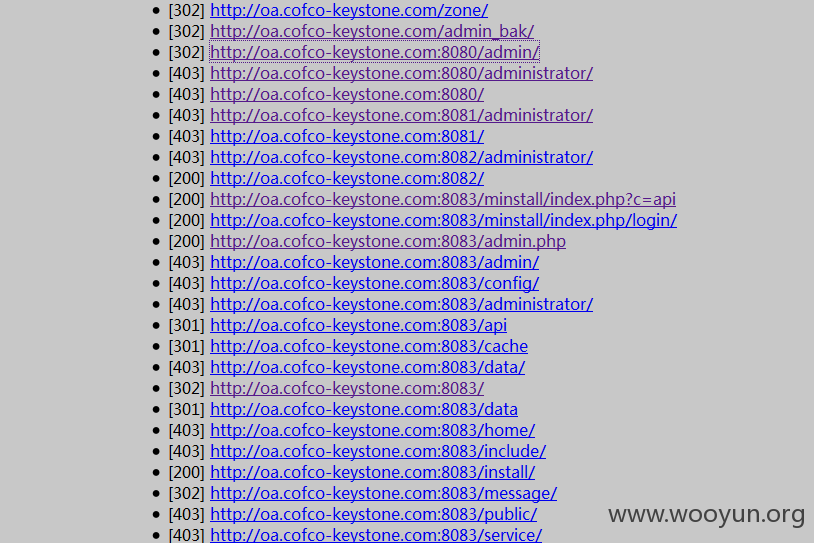 [302] http://oa.cofco-keystone.com/zone/
[302] http://oa.cofco-keystone.com/admin_bak/
[302] http://oa.cofco-keystone.com:8080/admin/
[403] http://oa.cofco-keystone.com:8080/administrator/
[403] http://oa.cofco-keystone.com:8080/
[403] http://oa.cofco-keystone.com:8081/administrator/
[403] http://oa.cofco-keystone.com:8081/
[403] http://oa.cofco-keystone.com:8082/administrator/
[200] http://oa.cofco-keystone.com:8082/
[200] http://oa.cofco-keystone.com:8083/minstall/index.php?c=api
[200] http://oa.cofco-keystone.com:8083/minstall/index.php/login/
[200] http://oa.cofco-keystone.com:8083/admin.php
[403] http://oa.cofco-keystone.com:8083/admin/
[403] http://oa.cofco-keystone.com:8083/config/
[403] http://oa.cofco-keystone.com:8083/administrator/
[301] http://oa.cofco-keystone.com:8083/api
[301] http://oa.cofco-keystone.com:8083/cache
[403] http://oa.cofco-keystone.com:8083/data/
[302] http://oa.cofco-keystone.com:8083/
[301] http://oa.cofco-keystone.com:8083/data
[403] http://oa.cofco-keystone.com:8083/home/
[403] http://oa.cofco-keystone.com:8083/include/
[200] http://oa.cofco-keystone.com:8083/install/
[302] http://oa.cofco-keystone.com:8083/message/
[403] http://oa.cofco-keystone.com:8083/public/
www.wooyun.org
[403] http://oa.cofco-keystone.com:8083/service/